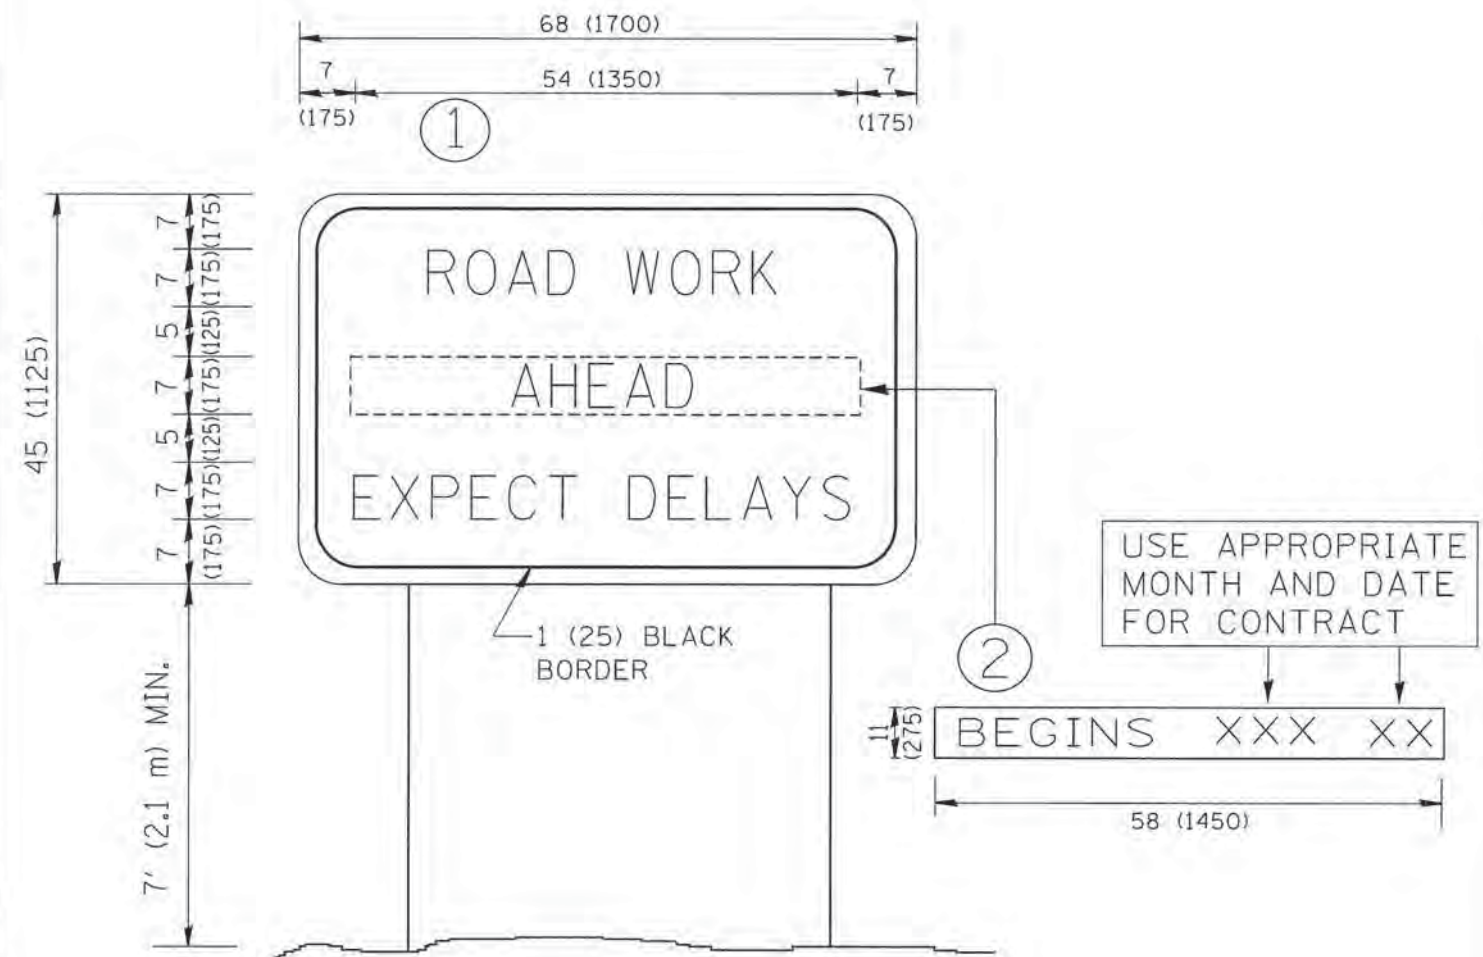 68 (1700)
7
54 (1350)
7
(175)
(175)
1
45 (1125)
7 (175)
7 (175)
5 (125)
7 (175)
5 (125)
7 (175)
7 (175)
ROAD WORK
AHEAD
EXPECT DELAYS
1 (25) BLACK
BORDER
7' (2.1 m) MIN.
2
USE APPROPRIATE
MONTH AND DATE
FOR CONTRACT
11
(275)
BEGINS XXX XX
58 (1450)